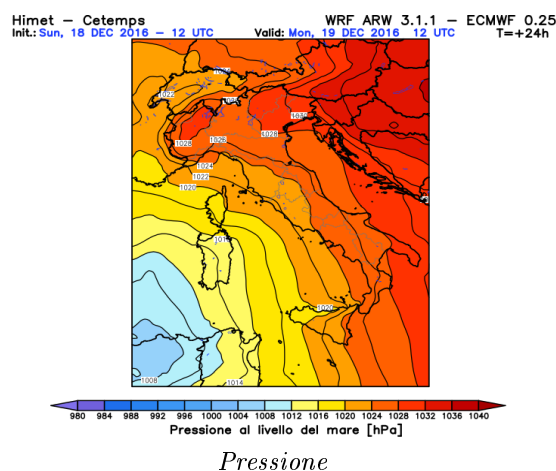 Himet – Cetemps WRF ARW 3.1.1 – ECMWF 0.25
Init.: Sun, 18 DEC 2016 – 12 UTC Valid: Mon, 19 DEC 2016 12 UTC T=+24h
1022
1028
1026
1028
1024
1022
1020
1020
1008
1014
980 984 988 992 996 1000 1004 1008 1012 1016 1020 1024 1028 1032 1036 1040
Pressione al livello del mare [hPa]
Pressione